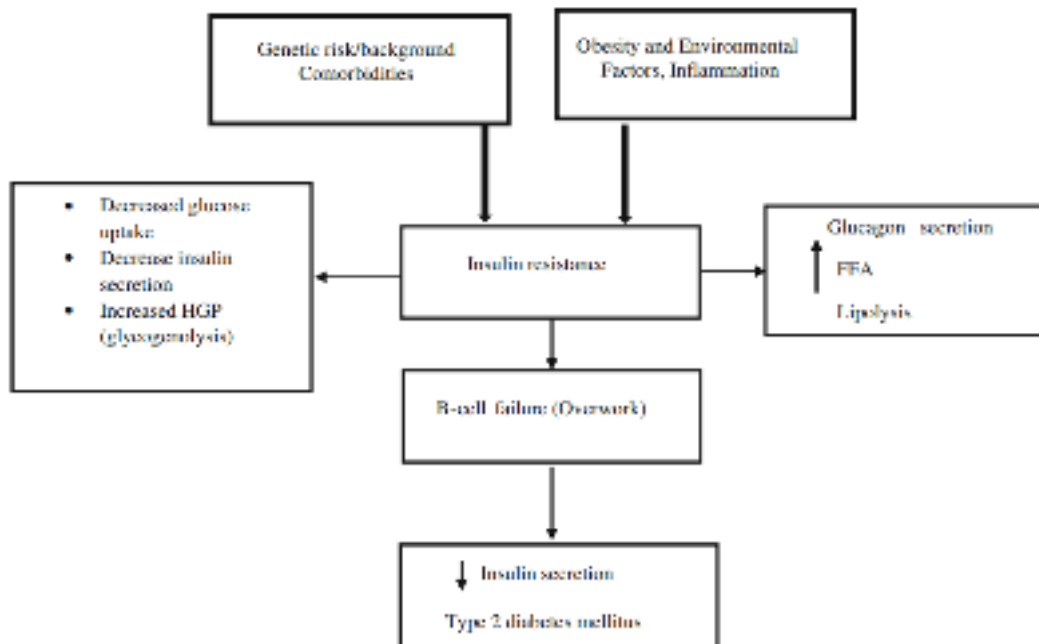 Genetic risk/background
Comorbidities
Obesity and Environmental
Factors, Inflammation
• Decreased glucose
uptake
• Decrease insulin
secretion
• Increased HGP
(glycogenolysis)
Insulin resistance
Glucagon secretion
FFA
Lipolysis
B-cell failure (Overwork)
Insulin secretion
Type 2 diabetes mellitus